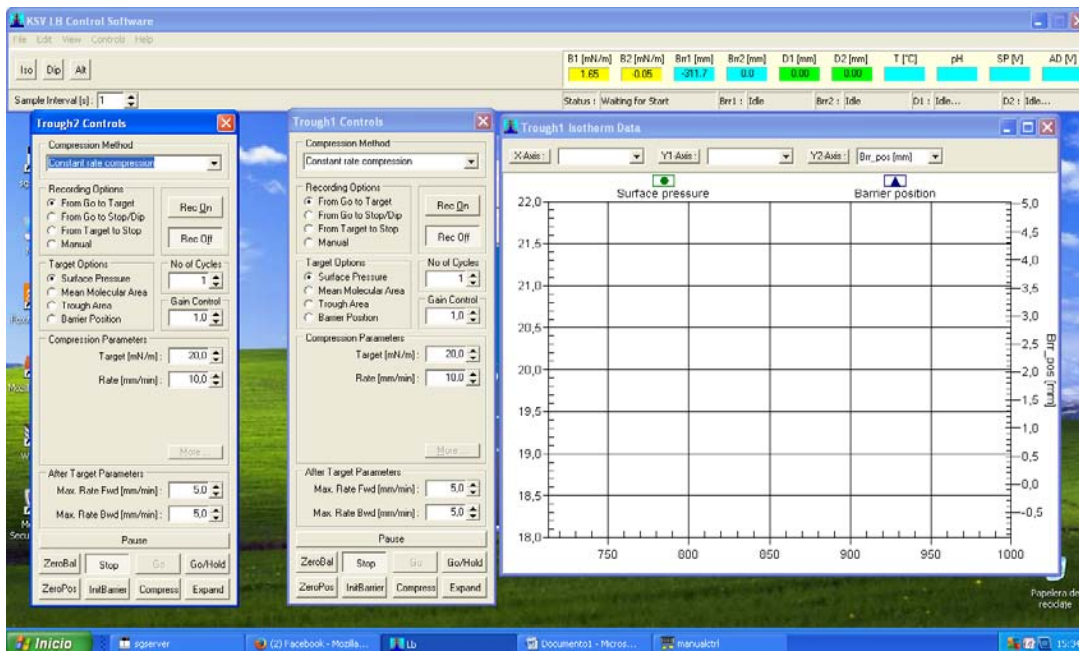 KSV LB Control Software
File Edit View Controls Help
Iso Dip Alt
B1 [mN/m] B2 [mN/m] Brr1 [mm] Brr2 [mm] D1 [mm] D2 [mm] T [°C] pH SP [V] AD [V]
1.65 -0.05 -311.7 0.0 0.00 0.00
Sample Interval [s] : 1
Status : Waiting for Start Brr1 : Idle Brr2 : Idle D1 : Idle... D2 : Idle...
Trough2 Controls
Compression Method
Constant rate compression
Recording Options
From Go to Target
From Go to Stop/Dip
From Target to Stop
Manual
Rec On
Rec Off
Target Options
Surface Pressure
Mean Molecular Area
Trough Area
Barrier Position
No of Cycles
1
Gain Control
1,0
Compression Parameters
Target [mN/m] : 20,0
Rate [mm/min] : 10,0
More ...
After Target Parameters
Max. Rate Fwd [mm/min] : 5,0
Max. Rate Bwd [mm/min] : 5,0
Pause
ZeroBal Stop Go Go/Hold
ZeroPos InitBarrier Compress Expand
Trough1 Controls
Compression Method
Constant rate compression
Recording Options
From Go to Target
From Go to Stop/Dip
From Target to Stop
Manual
Rec On
Rec Off
Target Options
Surface Pressure
Mean Molecular Area
Trough Area
Barrier Position
No of Cycles
1
Gain Control
1,0
Compression Parameters
Target [mN/m] : 20,0
Rate [mm/min] : 10,0
More ...
After Target Parameters
Max. Rate Fwd [mm/min] : 5,0
Max. Rate Bwd [mm/min] : 5,0
Pause
ZeroBal Stop Go Go/Hold
ZeroPos InitBarrier Compress Expand
Trough1 Isotherm Data
X-Axis : Y1-Axis : Y2-Axis : Brr_pos [mm]
Surface pressure Barrier position
22,0
21,5
21,0
20,5
20,0
19,5
19,0
18,5
18,0
5,0
4,5
4,0
3,5
3,0
2,5
2,0
1,5
1,0
0,5
0,0
-0,5
Brr_pos [mm]
750 800 850 900 950 1000
Papelera de
reciclaje
Inicio sgserver (2) Facebook - Mozilla... Lb Documento1 - Micros... manualctrl